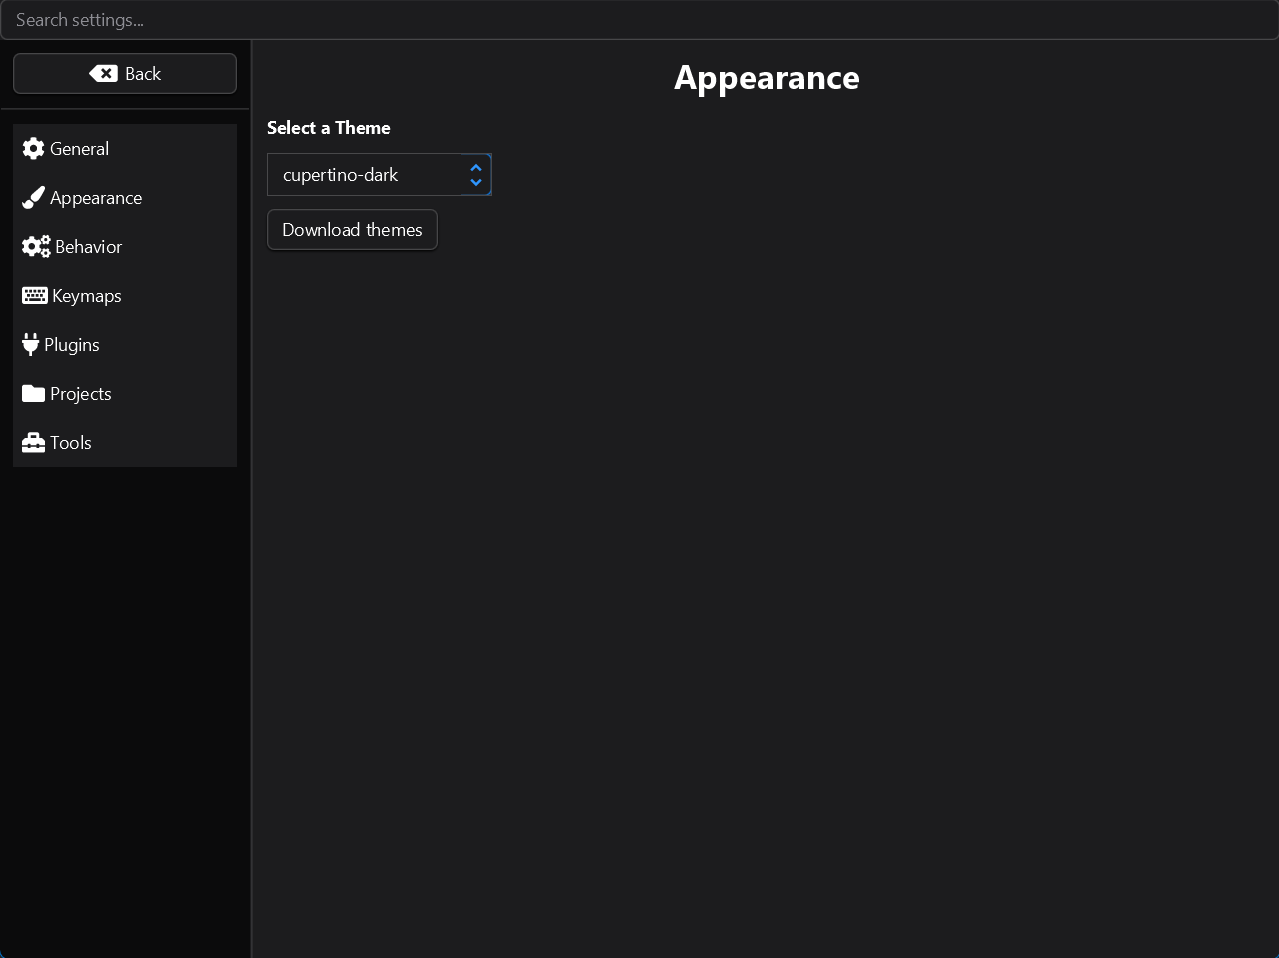 Search settings...
Back
General
Appearance
Behavior
Keymaps
Plugins
Projects
Tools
Appearance
Select a Theme
cupertino-dark
Download themes